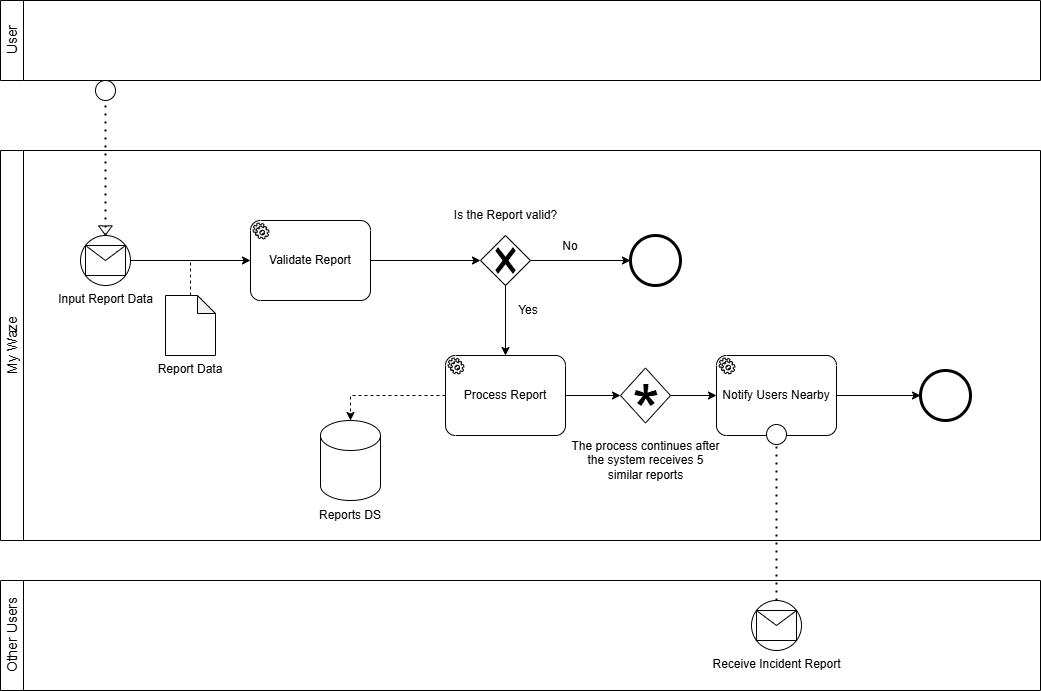 User
My Waze
Is the Report valid?
No
Validate Report
Input Report Data
Yes
Report Data
Process Report
Notify Users Nearby
The process continues after
the system receives 5
similar reports
Reports DS
Other Users
Receive Incident Report